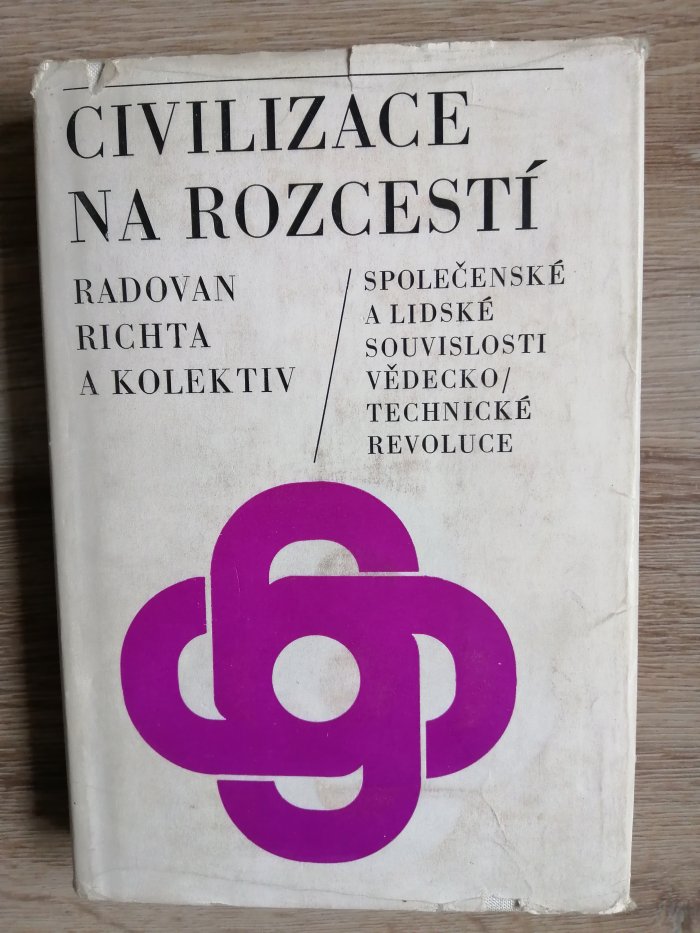 CIVILIZACE
NA ROZCESTÍ
RADOVAN
RICHTA
A KOLEKTIV
SPOLEČENSKÉ
A LIDSKÉ
SOUVISLOSTI
VĚDECKO/
TECHNICKÉ
REVOLUCE